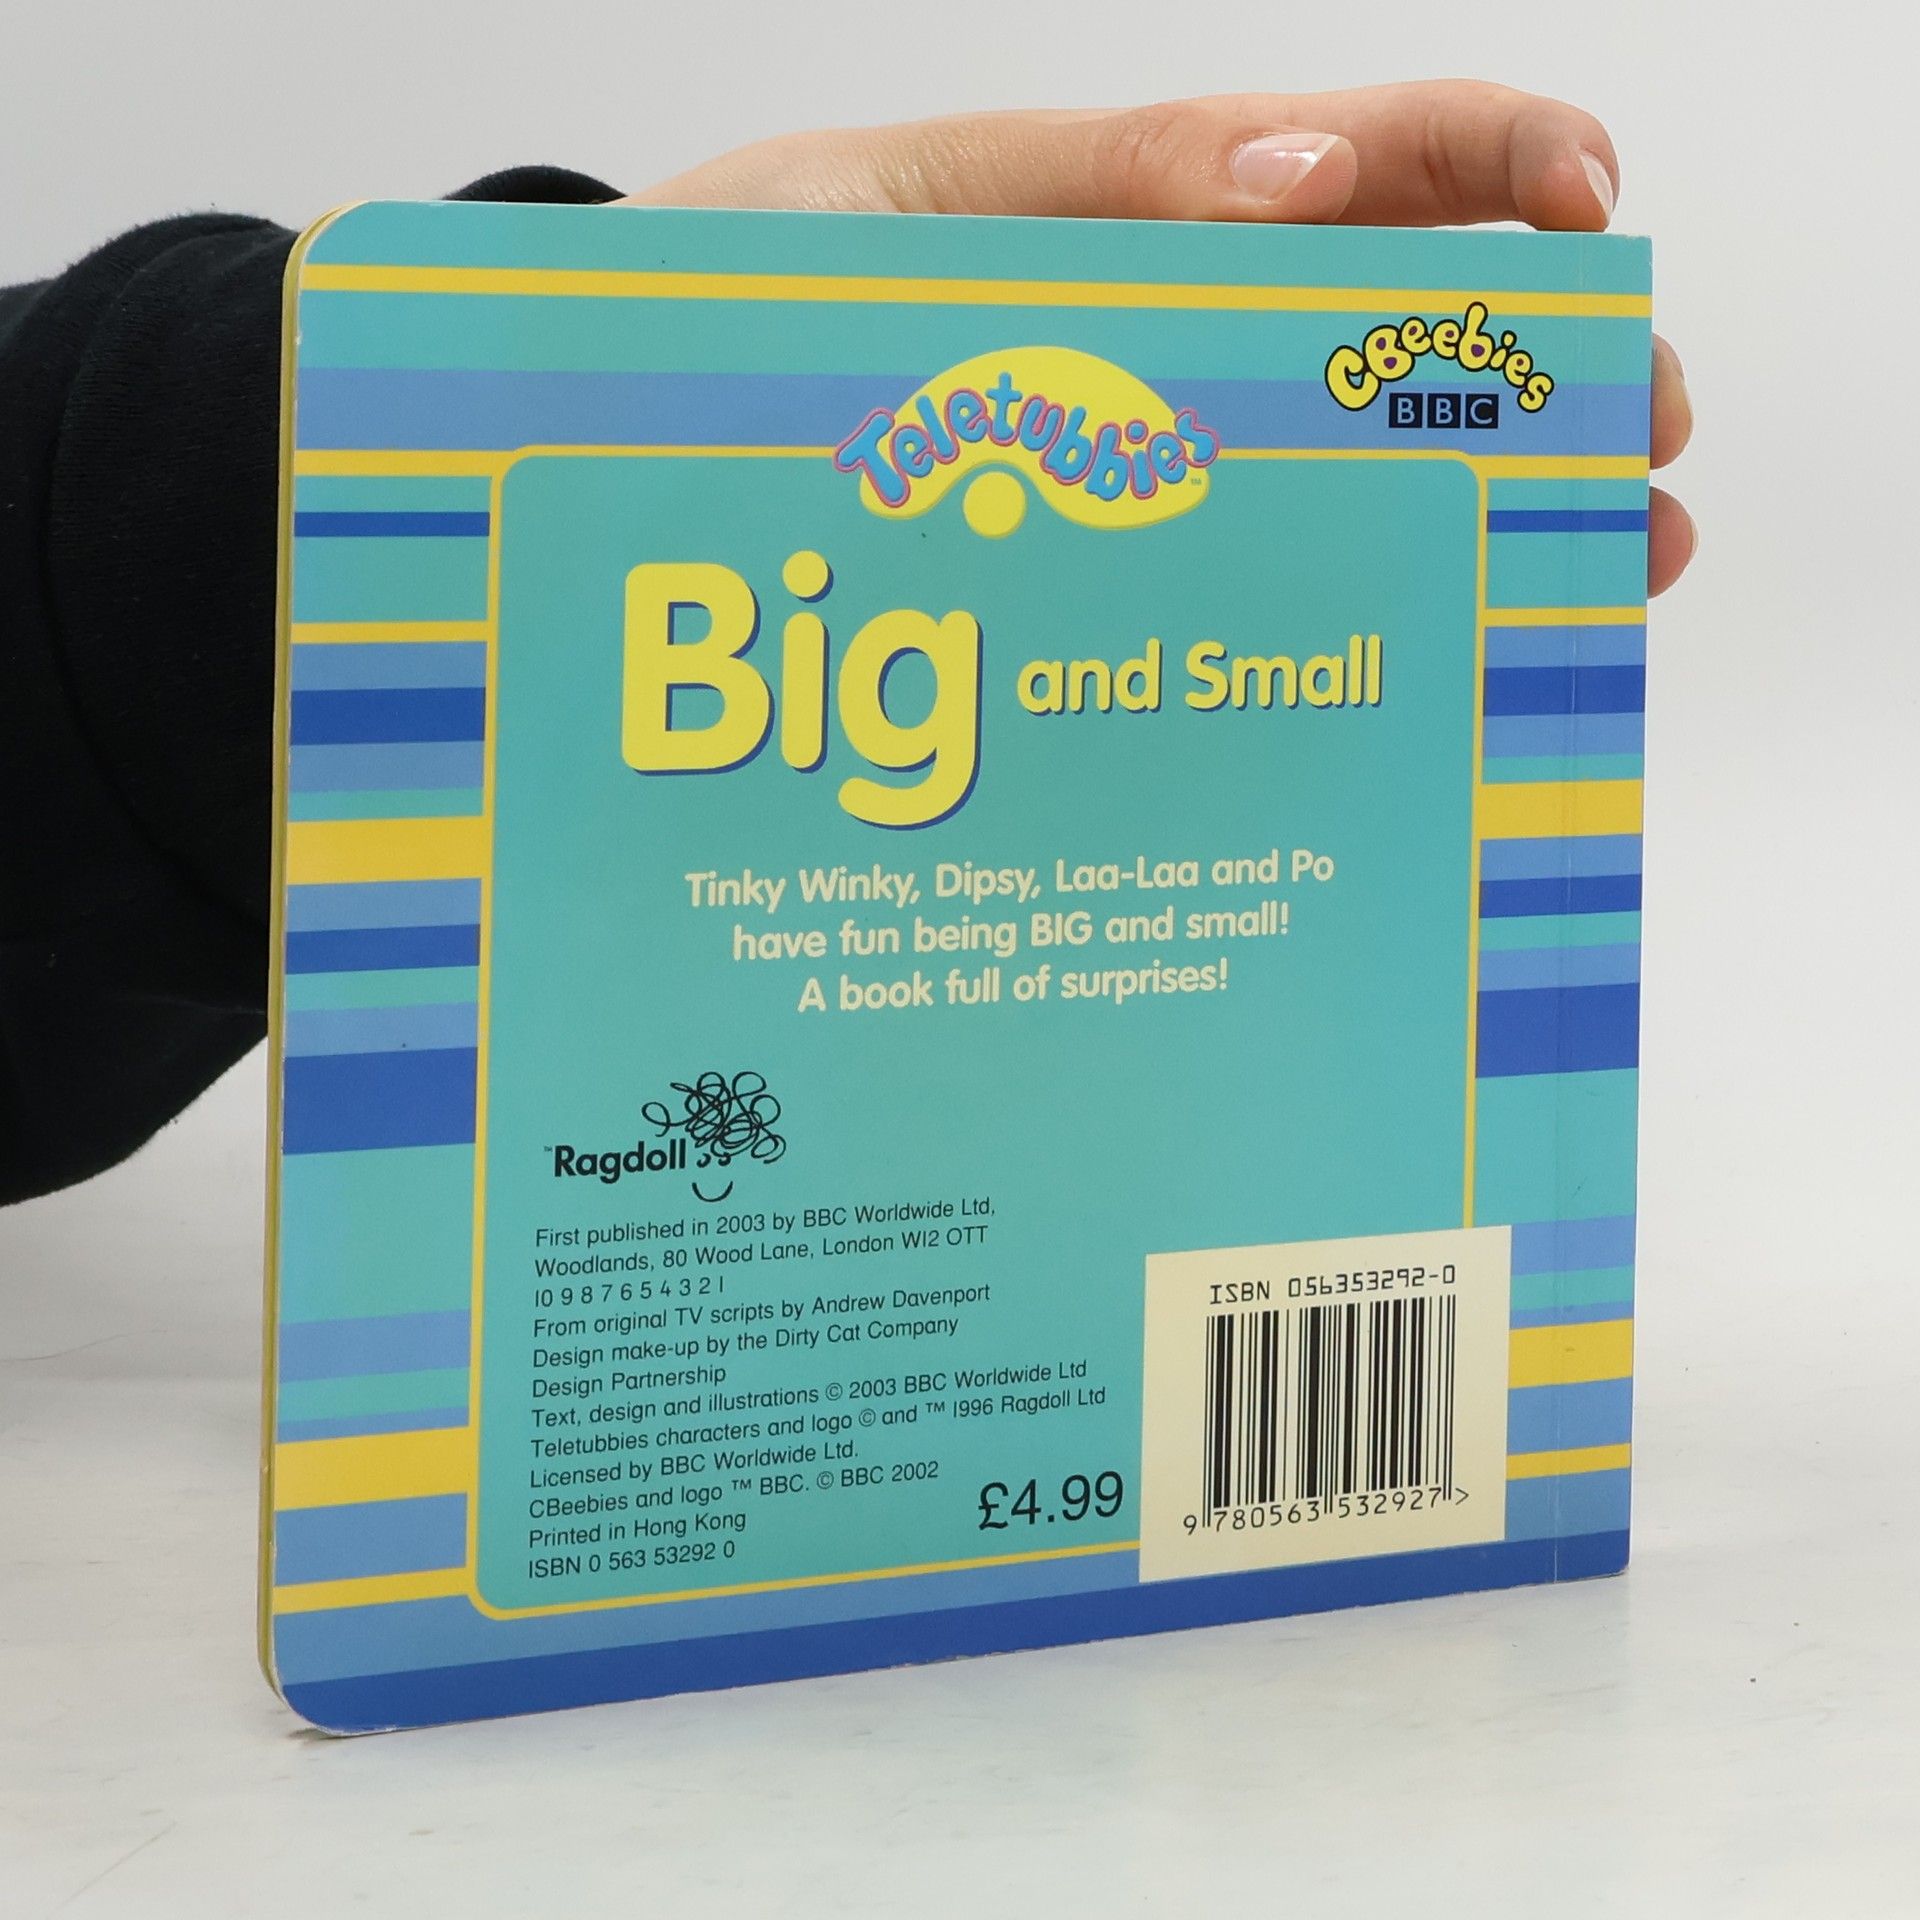 CBeebies
BBC
Teletubbies™
Big and Small
Tinky Winky, Dipsy, Laa-Laa and Po
have fun being BIG and small!
A book full of surprises!
™Ragdoll
First published in 2003 by BBC Worldwide Ltd,
Woodlands, 80 Wood Lane, London W12 OTT
10 9 8 7 6 5 4 3 2 1
From original TV scripts by Andrew Davenport
Design make-up by the Dirty Cat Company
Design Partnership
Text, design and illustrations © 2003 BBC Worldwide Ltd
Teletubbies characters and logo © and ™ 1996 Ragdoll Ltd
Licensed by BBC Worldwide Ltd.
CBeebies and logo ™ BBC. © BBC 2002
Printed in Hong Kong
ISBN 0 563 53292 0
£4.99
ISBN 056353292-0
9 780563 532927 >